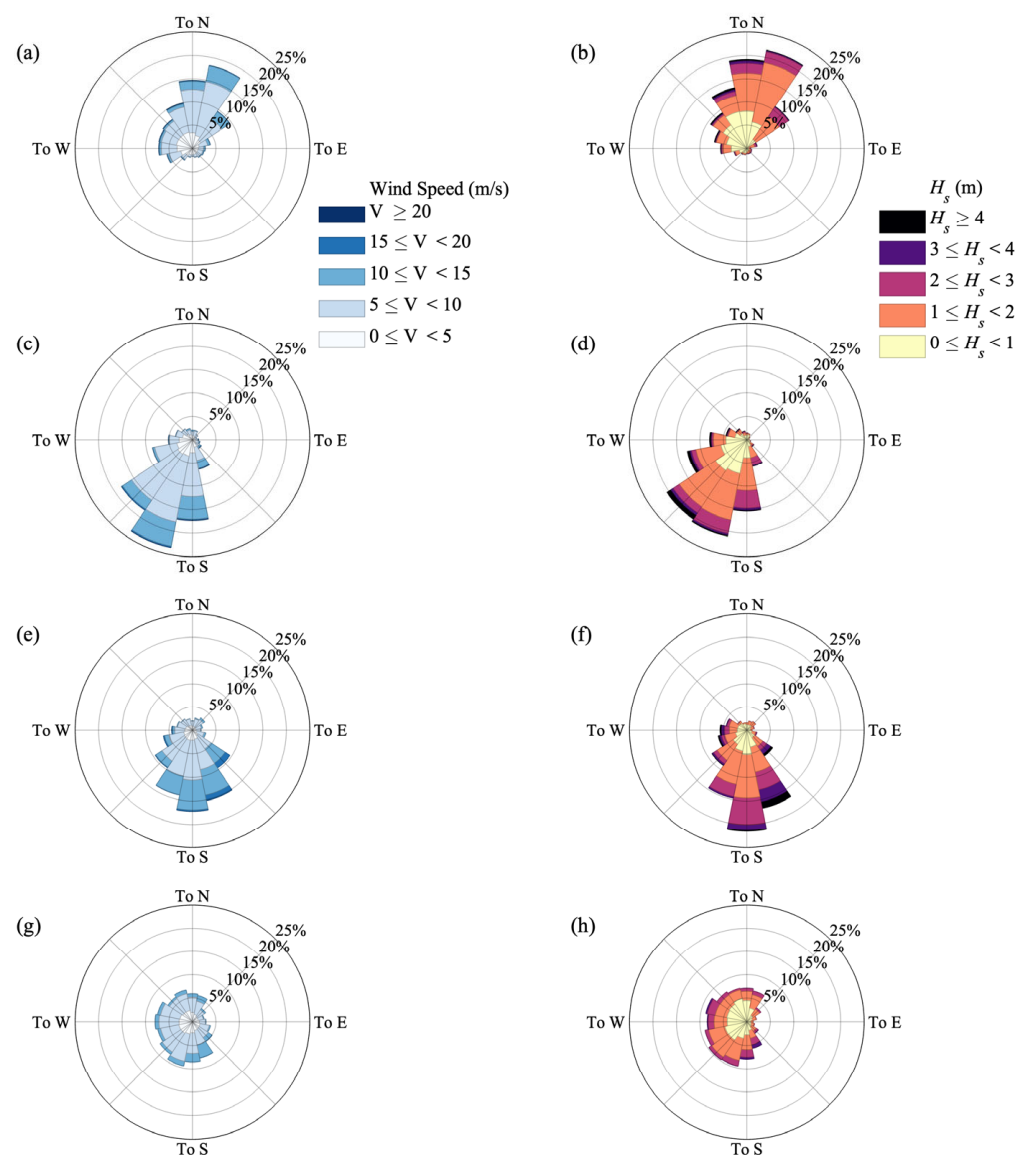 To N
To N
(a)
(b)
25%
25%
20%
20%
15%
15%
10%
10%
5%
5%
To W
To E
To W
To E
Wind Speed (m/s)
V ≥ 20
15 ≤ V < 20
10 ≤ V < 15
5 ≤ V < 10
0 ≤ V < 5
H_s (m)
H_s ≥ 4
3 ≤ H_s < 4
2 ≤ H_s < 3
1 ≤ H_s < 2
0 ≤ H_s < 1
To S
To S
To N
To N
(c)
(d)
25%
25%
20%
20%
15%
15%
10%
10%
5%
5%
To W
To E
To W
To E
To S
To S
To N
To N
(e)
(f)
25%
25%
20%
20%
15%
15%
10%
10%
5%
5%
To W
To E
To W
To E
To S
To S
To N
To N
(g)
(h)
25%
25%
20%
20%
15%
15%
10%
10%
5%
5%
To W
To E
To W
To E
To S
To S